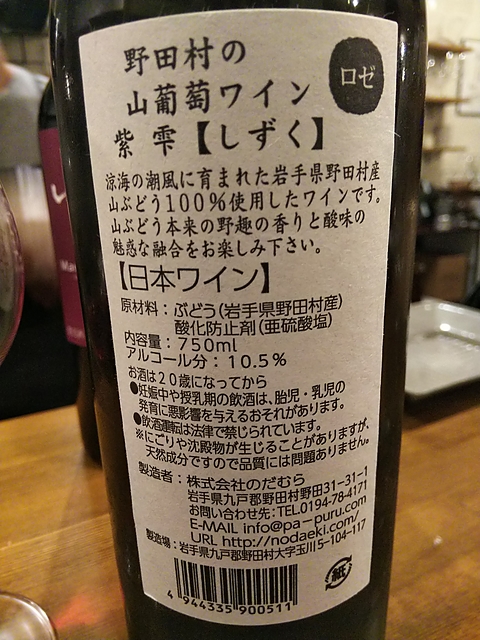 野田村の
山葡萄ワイン
ロゼ
紫雫【しずく】
涼海の潮風に育まれた岩手県野田村産
山ぶどう100％使用したワインです。
山ぶどう本来の野趣の香りと酸味の
魅惑な融合をお楽しみ下さい。
【日本ワイン】
原材料：ぶどう（岩手県野田村産）
酸化防止剤（亜硫酸塩）
内容量：750ml
アルコール分：10.5％
お酒は20歳になってから
●妊娠中や授乳期の飲酒は、胎児・乳児の
発育に悪影響を与えるおそれがあります。
●飲酒運転は法律で禁じられています。
※にごりや沈殿物が生じることがありますが、
天然成分ですので品質には問題ありません。
製造者：株式会社のだむら
岩手県九戸郡野田村野田31-31-1
お問い合わせ先：TEL.0194-78-4171
E-MAIL info@pa-puru.com
URL http://nodaeki.com/
製造場：岩手県九戸郡野田村大字玉川5-104-117
4 944335 900511
紙